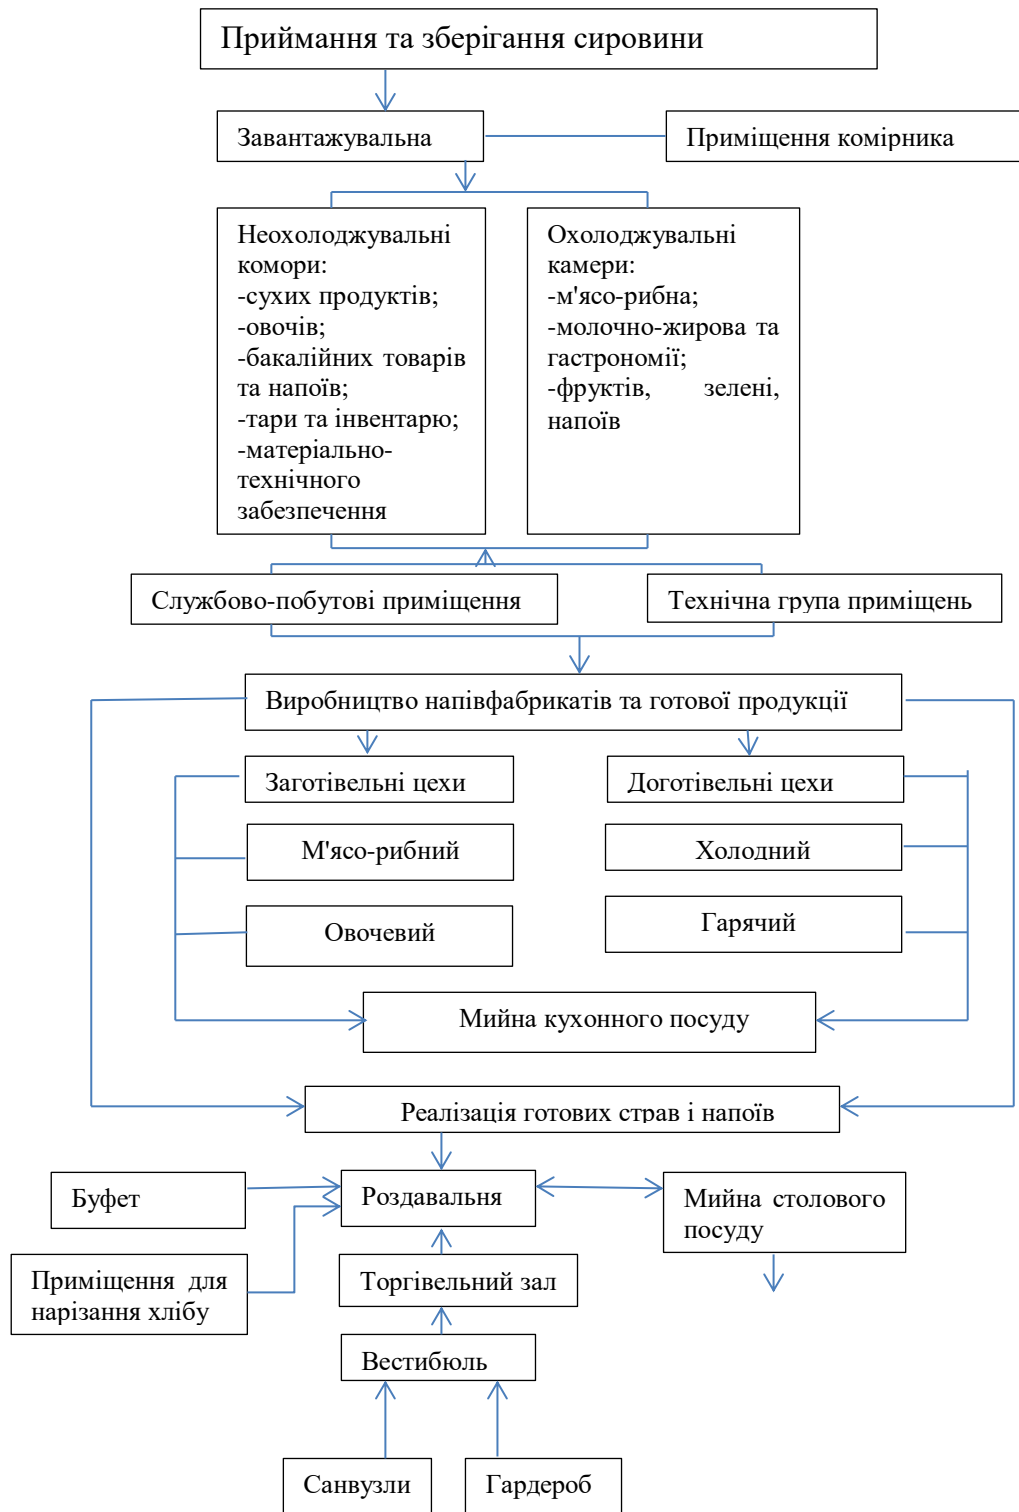 Приймання та зберігання сировини
Завантажувальна
Приміщення комірника
Неохолоджувальні
комори:
-сухих продуктів;
-овочів;
-бакалійних товарів
та напоїв;
-тари та інвентарю;
-матеріально-
технічного
забезпечення
Охолоджувальні
камери:
-м'ясо-рибна;
-молочно-жирова та
гастрономії;
-фруктів, зелені,
напоїв
Службово-побутові приміщення
Технічна група приміщень
Виробництво напівфабрикатів та готової продукції
Заготівельні цехи
Доготівельні цехи
М'ясо-рибний
Холодний
Овочевий
Гарячий
Мийна кухонного посуду
Реалізація готових страв і напоїв
Буфет
Роздавальня
Мийна столового
посуду
Приміщення для
нарізання хлібу
Торгівельний зал
Вестибюль
Санвузли
Гардероб